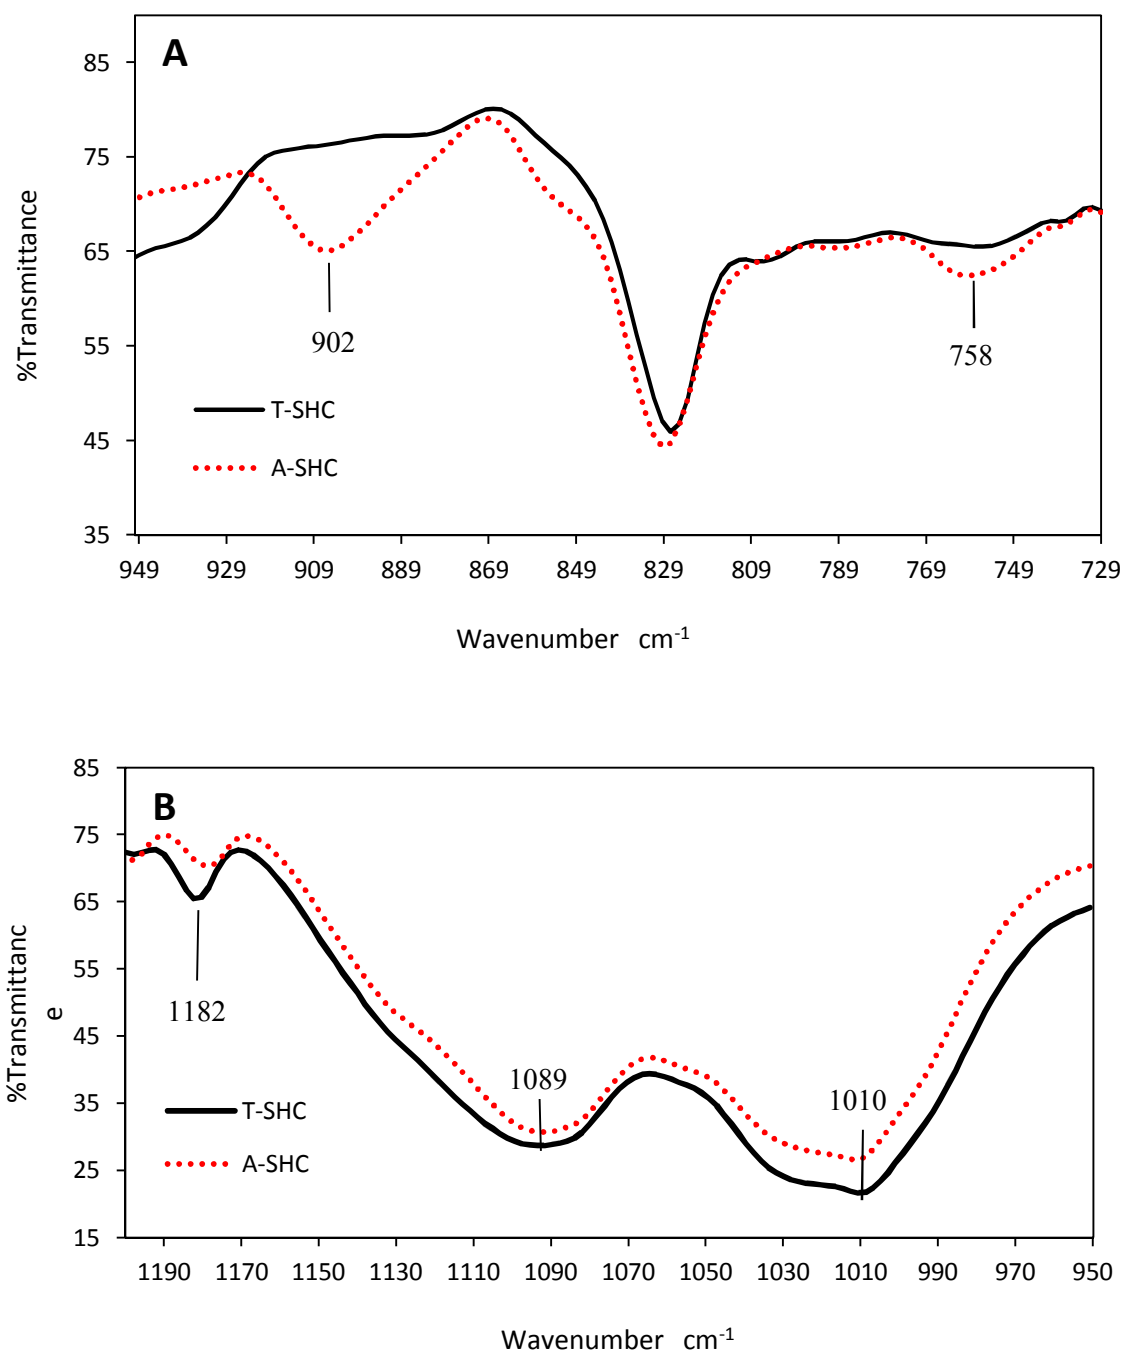 A
85
75
65
55
45
35
%Transmittance
902
758
T-SHC
A-SHC
949 929 909 889 869 849 829 809 789 769 749 729
Wavenumber cm-1
B
85
75
65
55
45
35
25
15
%Transmittanc
e
1182
1089
1010
T-SHC
A-SHC
1190 1170 1150 1130 1110 1090 1070 1050 1030 1010 990 970 950
Wavenumber cm-1